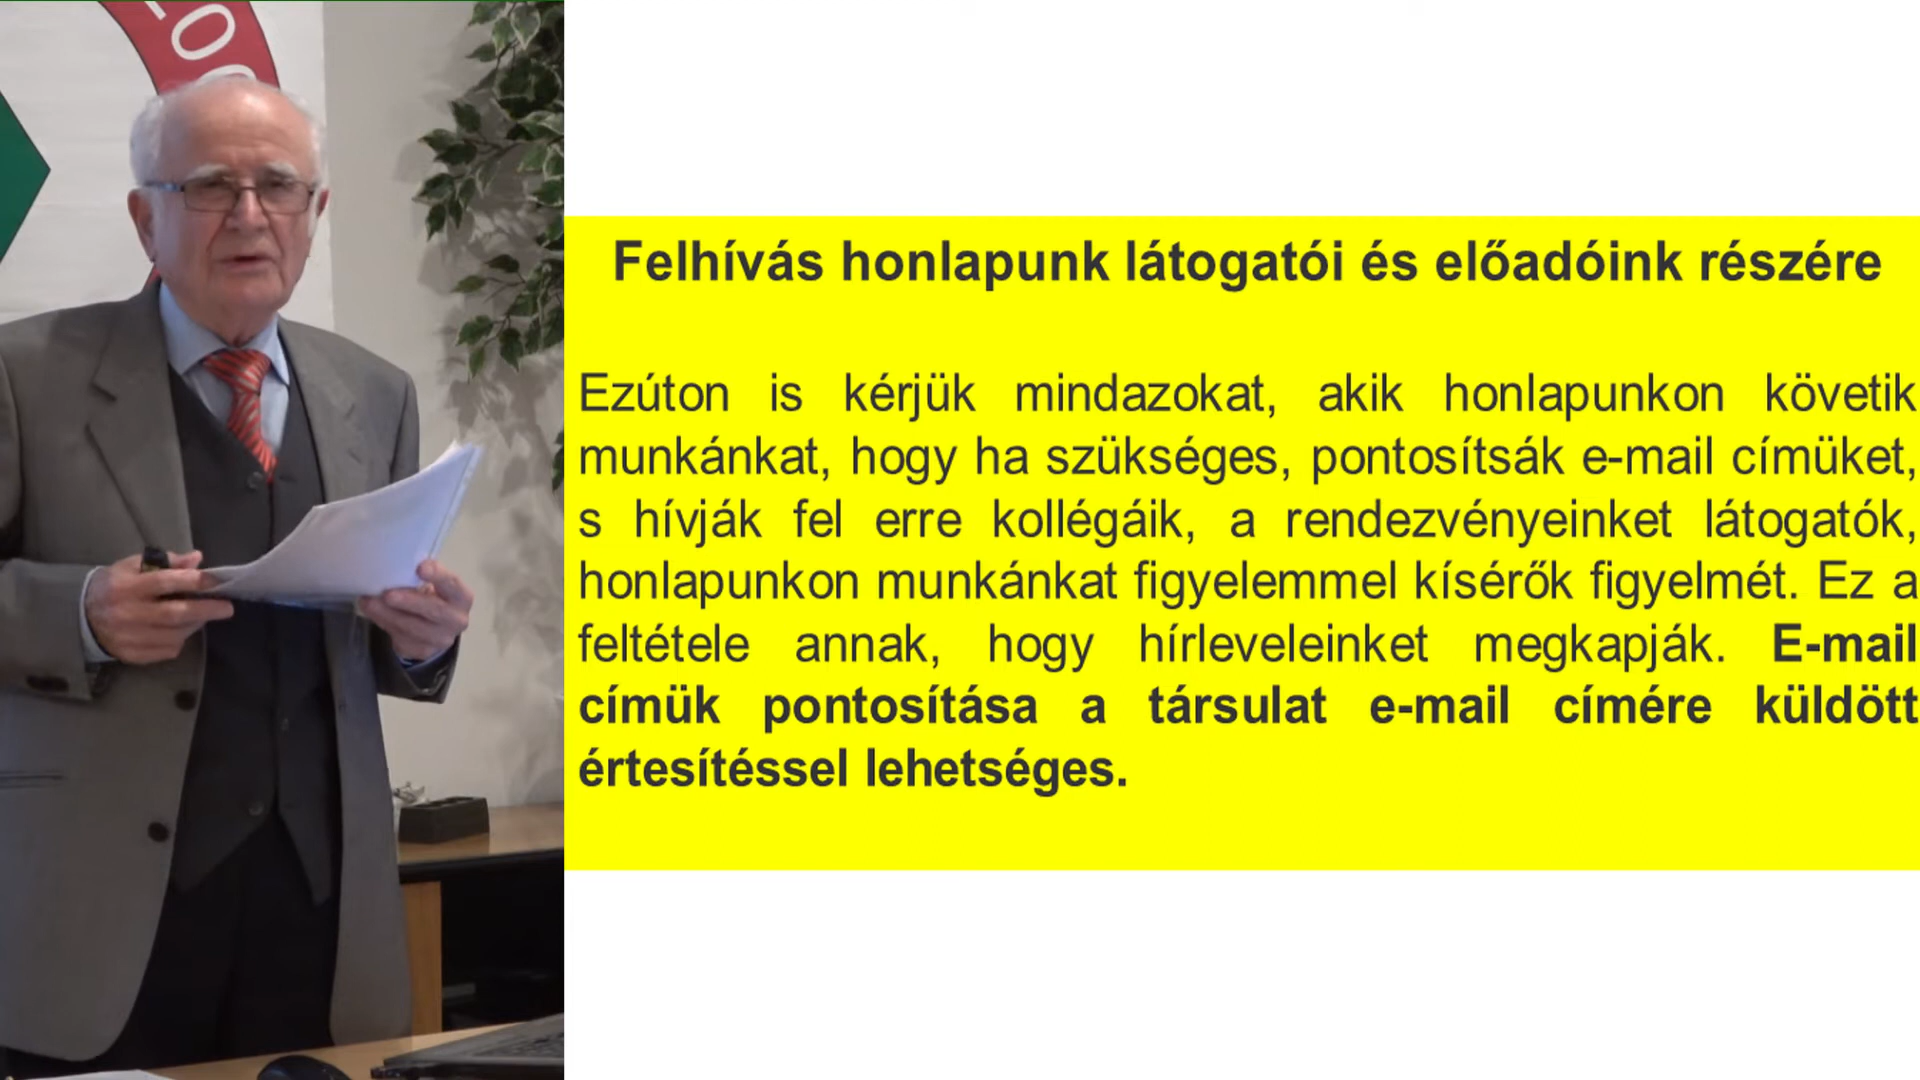 Felhívás honlapunk látogatói és előadóink részére
Ezúton is kérjük mindazokat, akik honlapunkon követik
munkánkat, hogy ha szükséges, pontosítsák e-mail címüket,
s hívják fel erre kollégáik, a rendezvényeinket látogatók,
honlapunkon munkánkat figyelemmel kísérők figyelmét. Ez a
feltétele annak, hogy hírleveleinket megkapják. E-mail
címük pontosítása a társulat e-mail címére küldött
értesítéssel lehetséges.